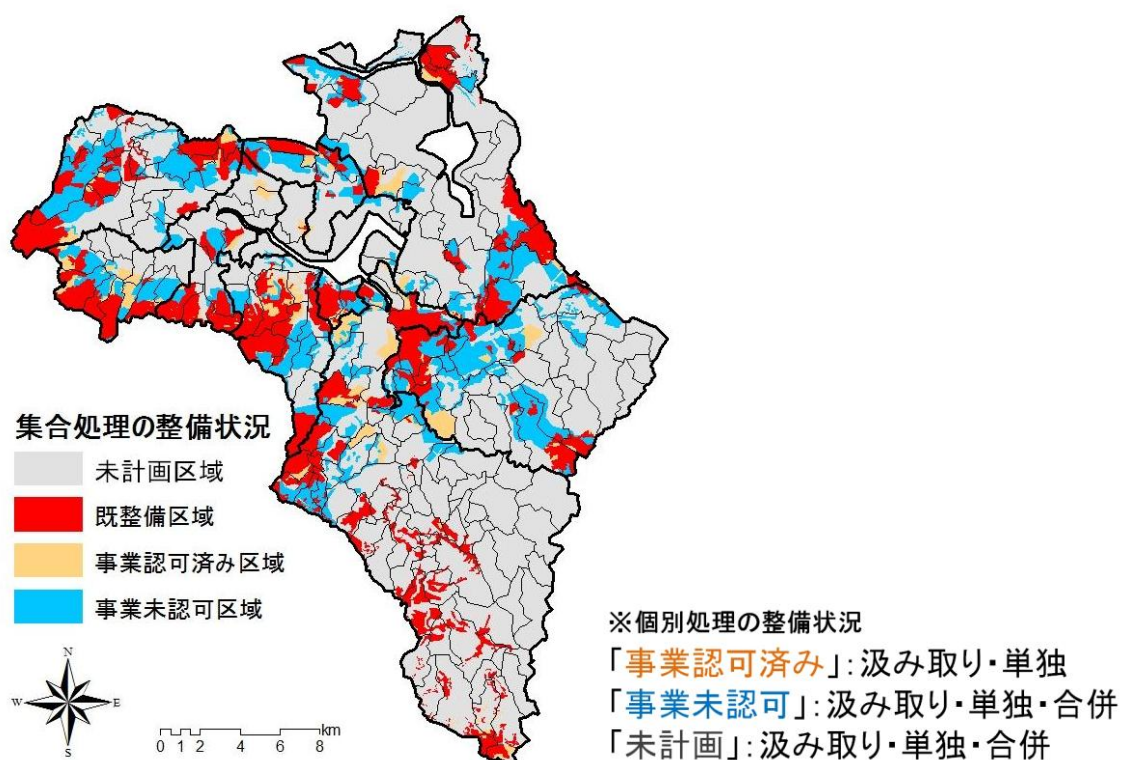 集合処理の整備状況
未計画区域
既整備区域
事業認可済み区域
事業未認可区域
N
W
E
S
0 1 2 4 6 8
km
※個別処理の整備状況
「事業認可済み」:汲み取り・単独
「事業未認可」:汲み取り・単独・合併
「未計画」:汲み取り・単独・合併